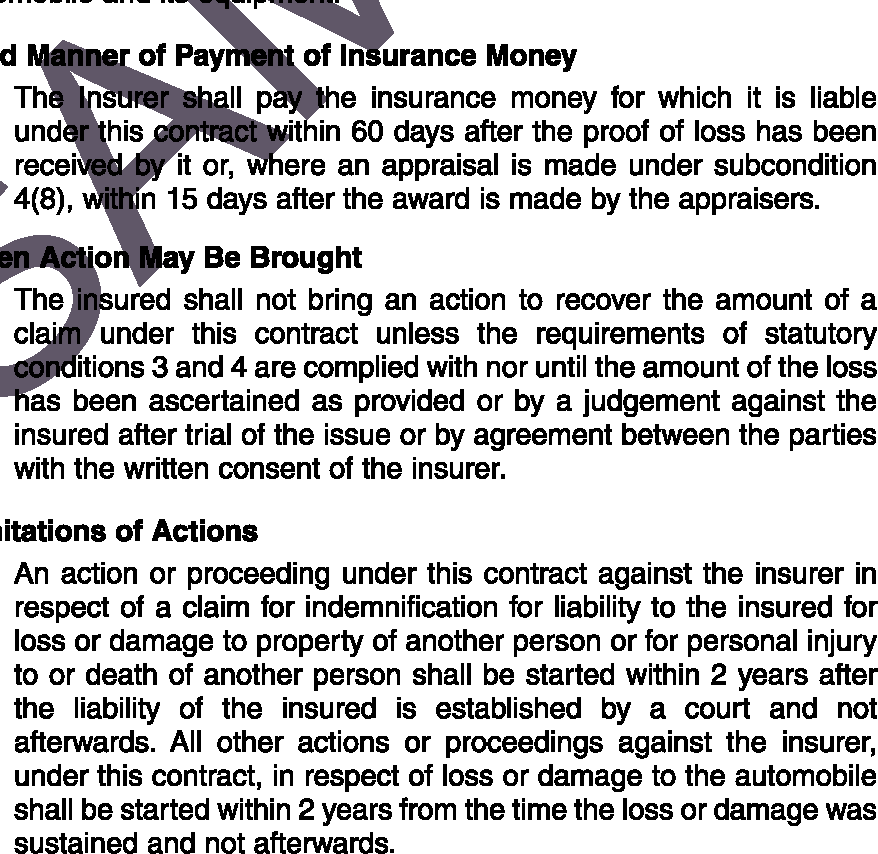 omobile and its equipment.
d Manner of Payment of Insurance Money
The Insurer shall pay the insurance money for which it is liable
under this contract within 60 days after the proof of loss has been
received by it or, where an appraisal is made under subcondition
4(8), within 15 days after the award is made by the appraisers.
en Action May Be Brought
The insured shall not bring an action to recover the amount of a
claim under this contract unless the requirements of statutory
conditions 3 and 4 are complied with nor until the amount of the loss
has been ascertained as provided or by a judgement against the
insured after trial of the issue or by agreement between the parties
with the written consent of the insurer.
itations of Actions
An action or proceeding under this contract against the insurer in
respect of a claim for indemnification for liability to the insured for
loss or damage to property of another person or for personal injury
to or death of another person shall be started within 2 years after
the liability of the insured is established by a court and not
afterwards. All other actions or proceedings against the insurer,
under this contract, in respect of loss or damage to the automobile
shall be started within 2 years from the time the loss or damage was
sustained and not afterwards.